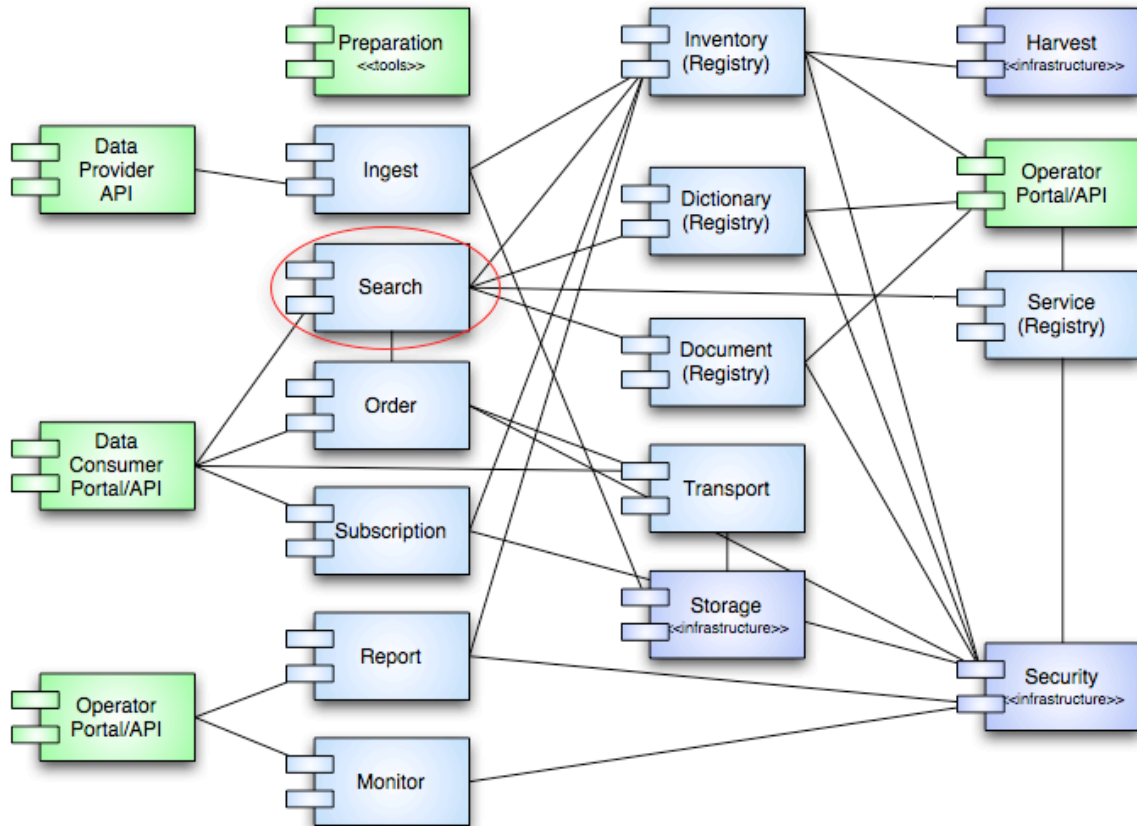 Preparation
<<tools>>
Inventory
(Registry)
Harvest
<<infrastructure>>
Data
Provider
API
Ingest
Dictionary
(Registry)
Operator
Portal/API
Search
Service
(Registry)
Document
(Registry)
Order
Data
Consumer
Portal/API
Transport
Subscription
Storage
<<infrastructure>>
Report
Security
<<infrastructure>>
Operator
Portal/API
Monitor